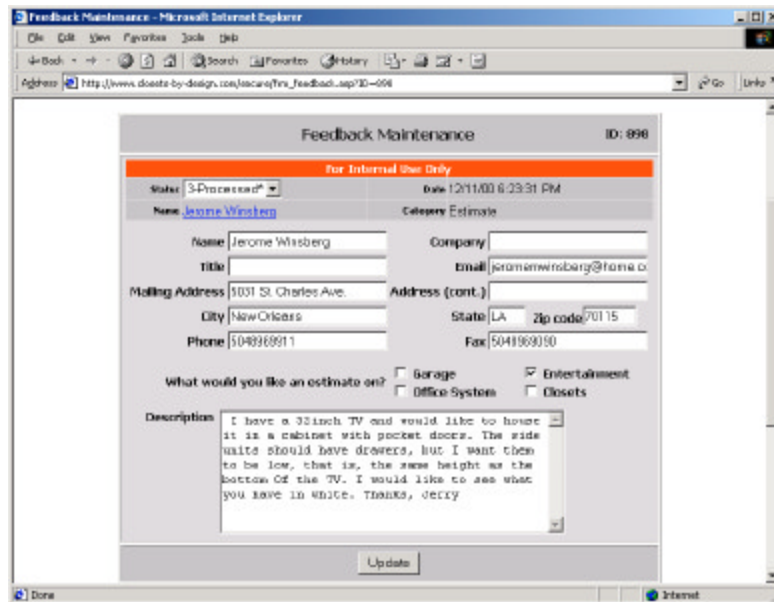 Feedback Maintenance - Microsoft Internet Explorer
File Edit View Favorites Tools Help
Back Search Favorites History
Address Go Links
Feedback Maintenance ID: 898
For Internal Use Only
Status 3-Processed* Date 12/11/00 6:23:31 PM
Name Jerome Winsberg Category Estimate
Name Jerome Winsberg Company
Title Email jeromemwinsberg@home.c
Mailing Address St. Charles Ave. Address (cont.)
City New Orleans State LA Zip code 70115
Phone Fax
What would you like an estimate on? Garage Entertainment
Office System Closets
Description I have a inch TV and would like to house
it in a cabinet with pocket doors. The side
units should have drawers, but I want them
to be low, that is, the same height as the
bottom Of the TV. I would like to see what
you have in white. Thanks, Jerry
Update
Done Internet